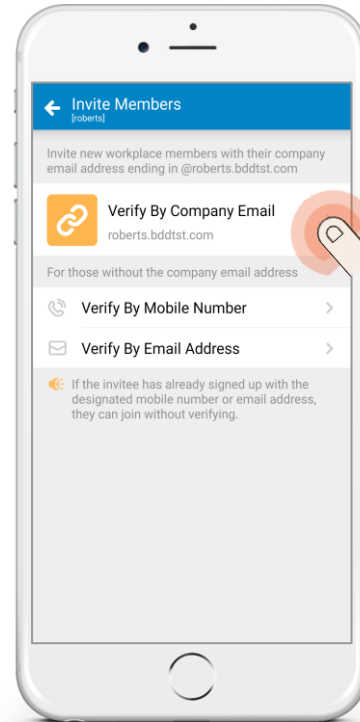 Invite Members
[roberts]
Invite new workplace members with their company
email address ending in @roberts.bddtst.com
Verify By Company Email
roberts.bddtst.com
For those without the company email address
Verify By Mobile Number
Verify By Email Address
If the invitee has already signed up with the
designated mobile number or email address,
they can join without verifying.